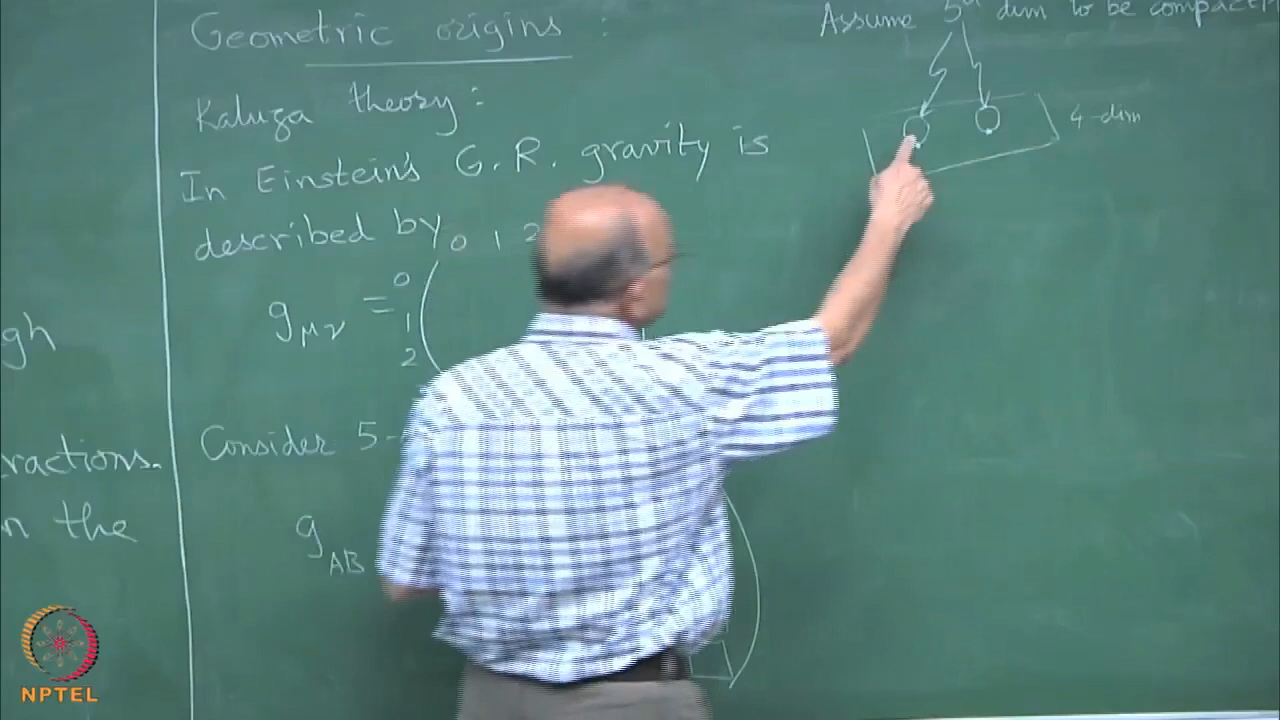 gh
ractions.
n the
Geometric origins :
Kaluza theory :
In Einstein's G.R. gravity is
described by
0 1 2
gμν = 0
1
2
Consider 5-
gAB
Assume 5th dim to be compact
4-dim
NPTEL